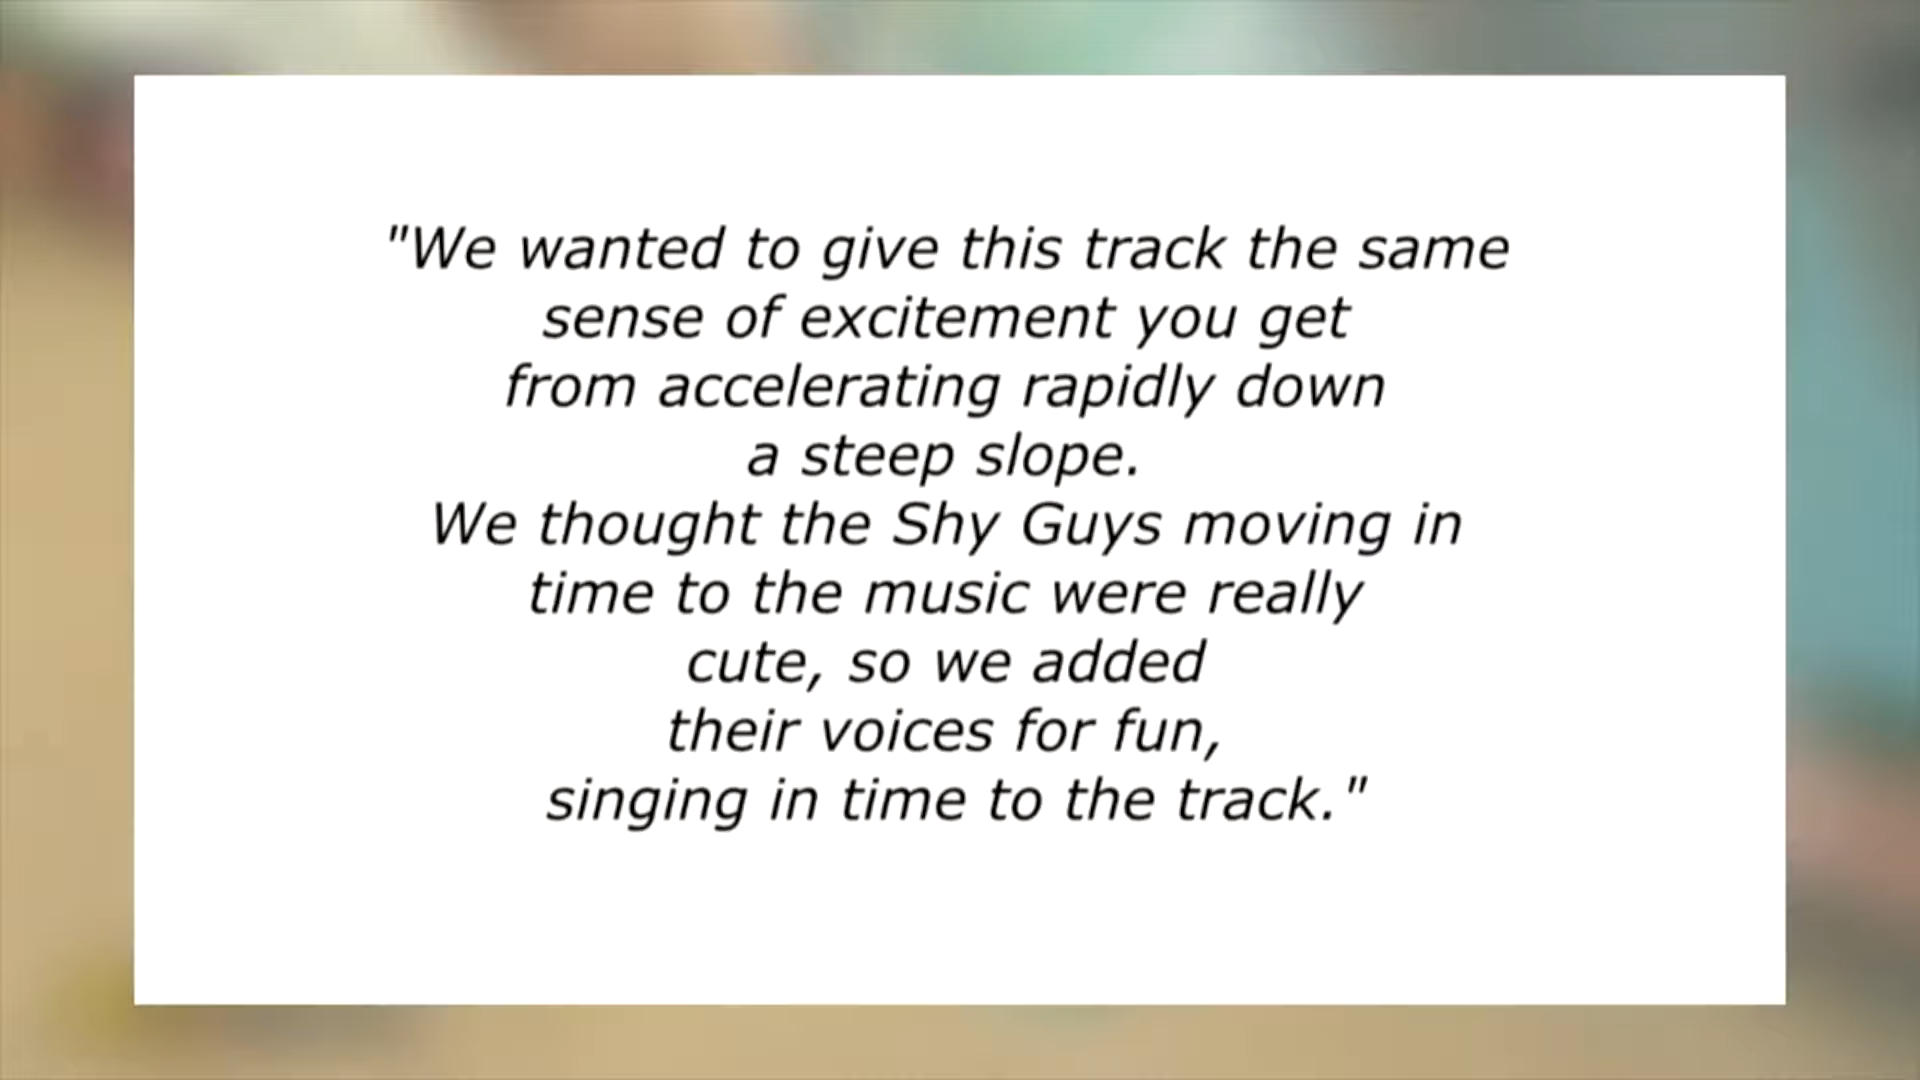 "We wanted to give this track the same
sense of excitement you get
from accelerating rapidly down
a steep slope.
We thought the Shy Guys moving in
time to the music were really
cute, so we added
their voices for fun,
singing in time to the track."